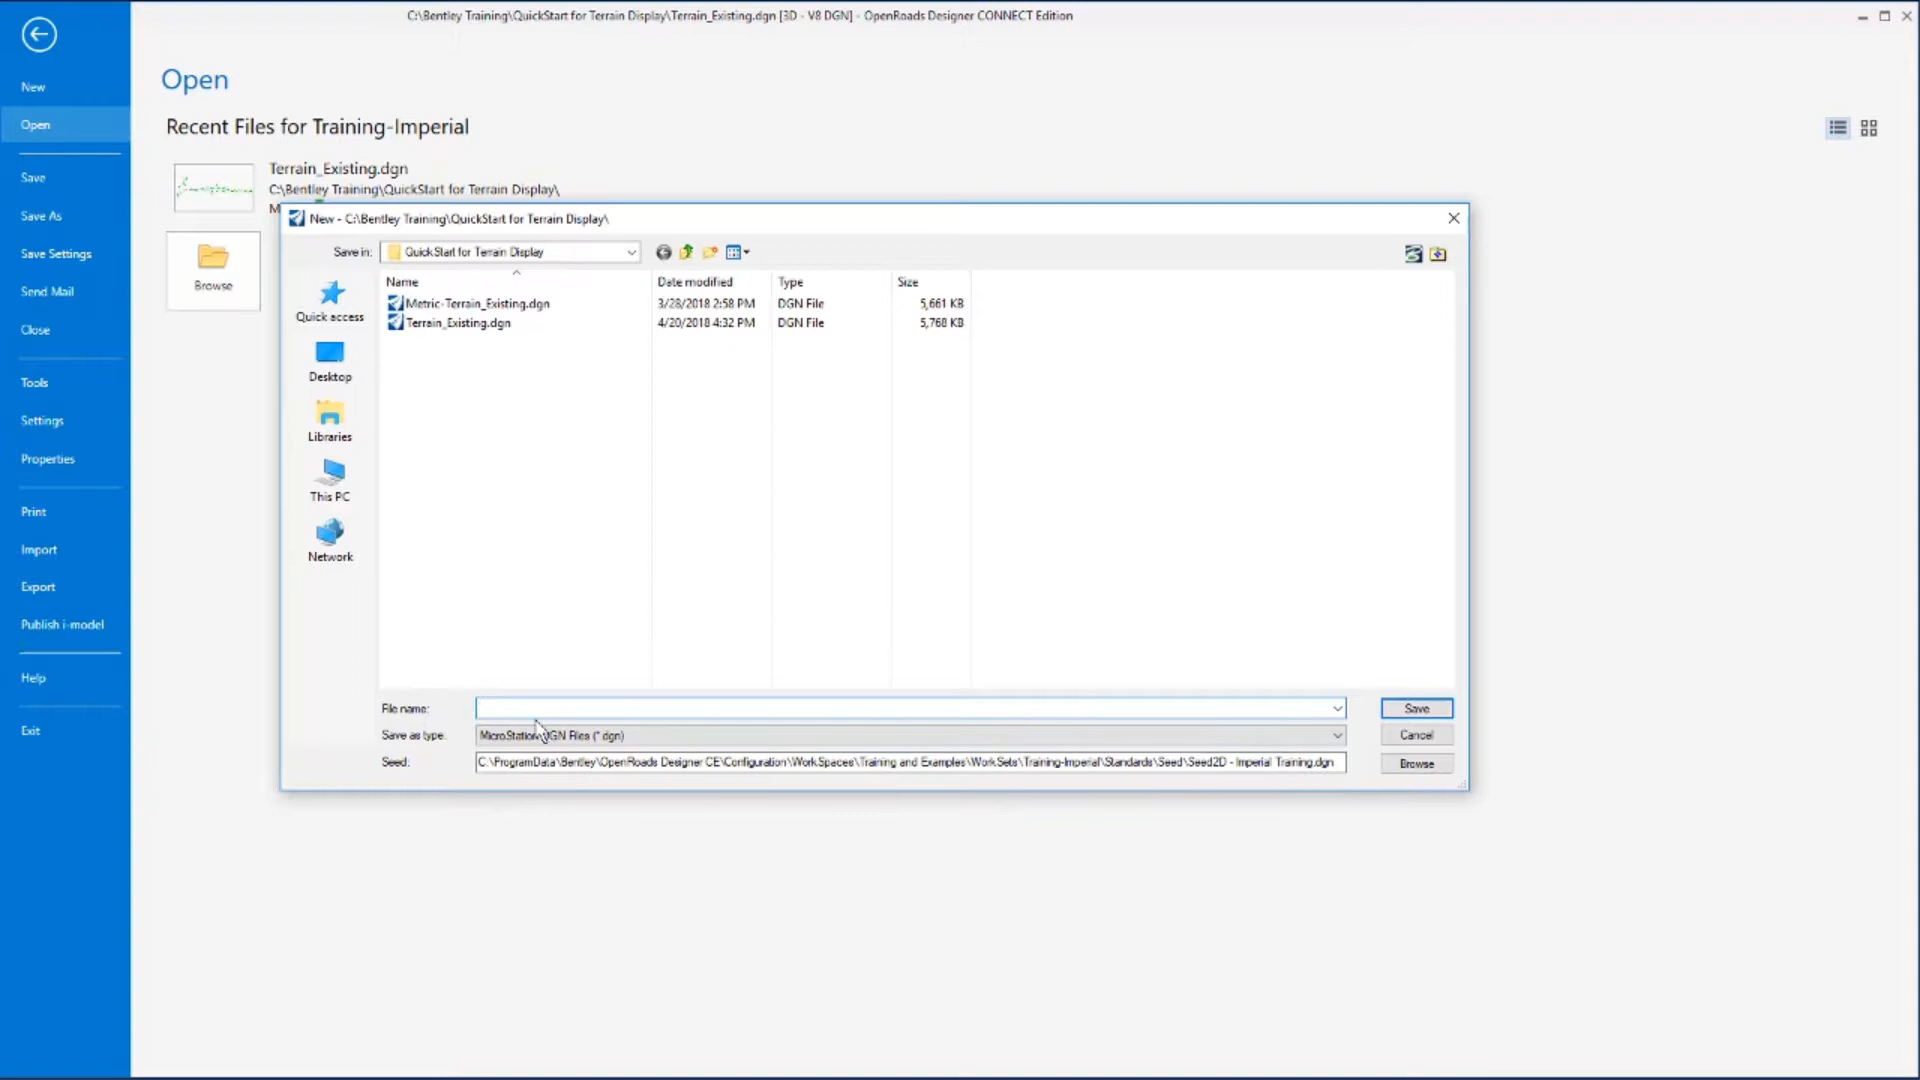 C:\Bentley Training\QuickStart for Terrain Display\Terrain_Existing.dgn [3D - V8 DGN] - OpenRoads Designer CONNECT Edition
New
Open
Save
Save As
Save Settings
Send Mail
Close
Tools
Settings
Properties
Print
Import
Export
Publish i-model
Help
Exit
Open
Recent Files for Training-Imperial
Terrain_Existing.dgn
C:\Bentley Training\QuickStart for Terrain Display\
Browse
New - C:\Bentley Training\QuickStart for Terrain Display\
Save in: QuickStart for Terrain Display
Quick access
Desktop
Libraries
This PC
Network
Name Date modified Type Size
Metric-Terrain_Existing.dgn 3/28/2018 2:58 PM DGN File 5,661 KB
Terrain_Existing.dgn 4/20/2018 4:32 PM DGN File 5,768 KB
File name: Save
Save as type: MicroStation DGN Files (*.dgn) Cancel
Seed: C:\ProgramData\Bentley\OpenRoads Designer CE\Configuration\WorkSpaces\Training and Examples\WorkSets\Training-Imperial\Standards\Seed\Seed2D - Imperial Training.dgn Browse